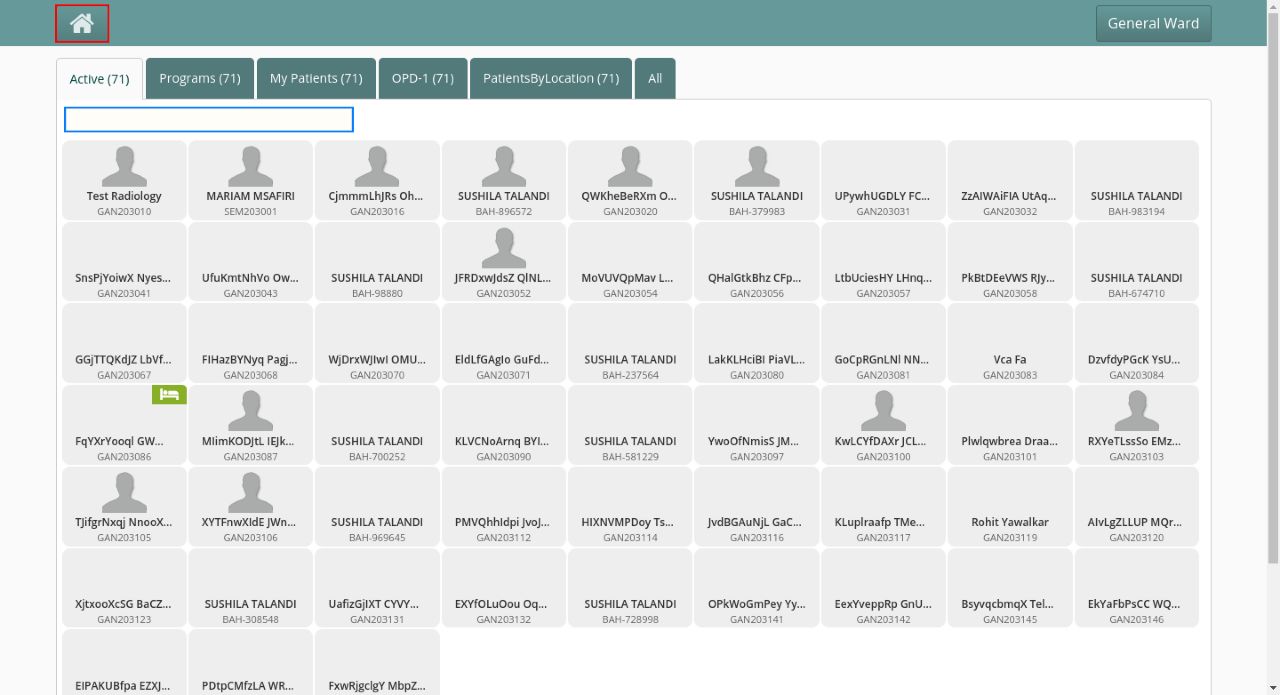 General Ward
Active (71)
Programs (71)
My Patients (71)
OPD-1 (71)
PatientsByLocation (71)
All
Test Radiology
GAN203010
MARIAM MSAFIRI
SEM203001
CjmmmLhJRs Oh...
GAN203016
SUSHILA TALANDI
BAH-896572
QWKheBeRXm O...
GAN203020
SUSHILA TALANDI
BAH-379983
UPywhUGDLY FC...
GAN203031
ZzAIWAiFIA UtAq...
GAN203032
SUSHILA TALANDI
BAH-983194
SnsPjYoiwX Nyes...
GAN203041
UfuKmtNhVo Ow...
GAN203043
SUSHILA TALANDI
BAH-98880
JFRDxwJdsZ QlNL...
GAN203052
MoVUVQpMav L...
GAN203054
QHalGtkBhz CFp...
GAN203056
LtbUciesHY LHnq...
GAN203057
PkBtDEeVWS RJy...
GAN203058
SUSHILA TALANDI
BAH-674710
GGjTTQKdJZ LbVf...
GAN203067
FIHazBYNyq Pagj...
GAN203068
WjDrxWJIwI OMU...
GAN203070
EldLfGAgIo GuFd...
GAN203071
SUSHILA TALANDI
BAH-237564
LakKLHciBI PiaVL...
GAN203080
GoCpRGnLNl NN...
GAN203081
Vca Fa
GAN203083
DzvfdyPGcK YsU...
GAN203084
FqYXrYooql GW...
GAN203086
MIimKODJtL IEJk...
GAN203087
SUSHILA TALANDI
BAH-700252
KLVCNoArnq BYI...
GAN203090
SUSHILA TALANDI
BAH-581229
YwoOfNmisS JM...
GAN203097
KwLCYfDAXr JCL...
GAN203100
Plwlqwbrea Draa...
GAN203101
RXYeTLssSo EMz...
GAN203103
TJifgrNxqj NnooX...
GAN203105
XYTFnwXIdE JWn...
GAN203106
SUSHILA TALANDI
BAH-969645
PMVQhhIdpi JvoJ...
GAN203112
HIXNVMPDoy Ts...
GAN203114
JvdBGAuNjL GaC...
GAN203116
KLuplraafp TMe...
GAN203117
Rohit Yawalkar
GAN203119
AIvLgZLLUP MQr...
GAN203120
XjtxooXcSG BaCZ...
GAN203123
SUSHILA TALANDI
BAH-308548
UafizGjIXT CYVY...
GAN203131
EXYfOLuOou Oq...
GAN203132
SUSHILA TALANDI
BAH-728998
OPkWoGmPey Yy...
GAN203141
EexYveppRp GnU...
GAN203142
BsyvqcbmqX Tel...
GAN203145
EkYaFbPsCC WQ...
GAN203146
EIPAKUBfpa EZXJ...
PDtpCMfzLA WR...
FxwRjgclgY MbpZ...